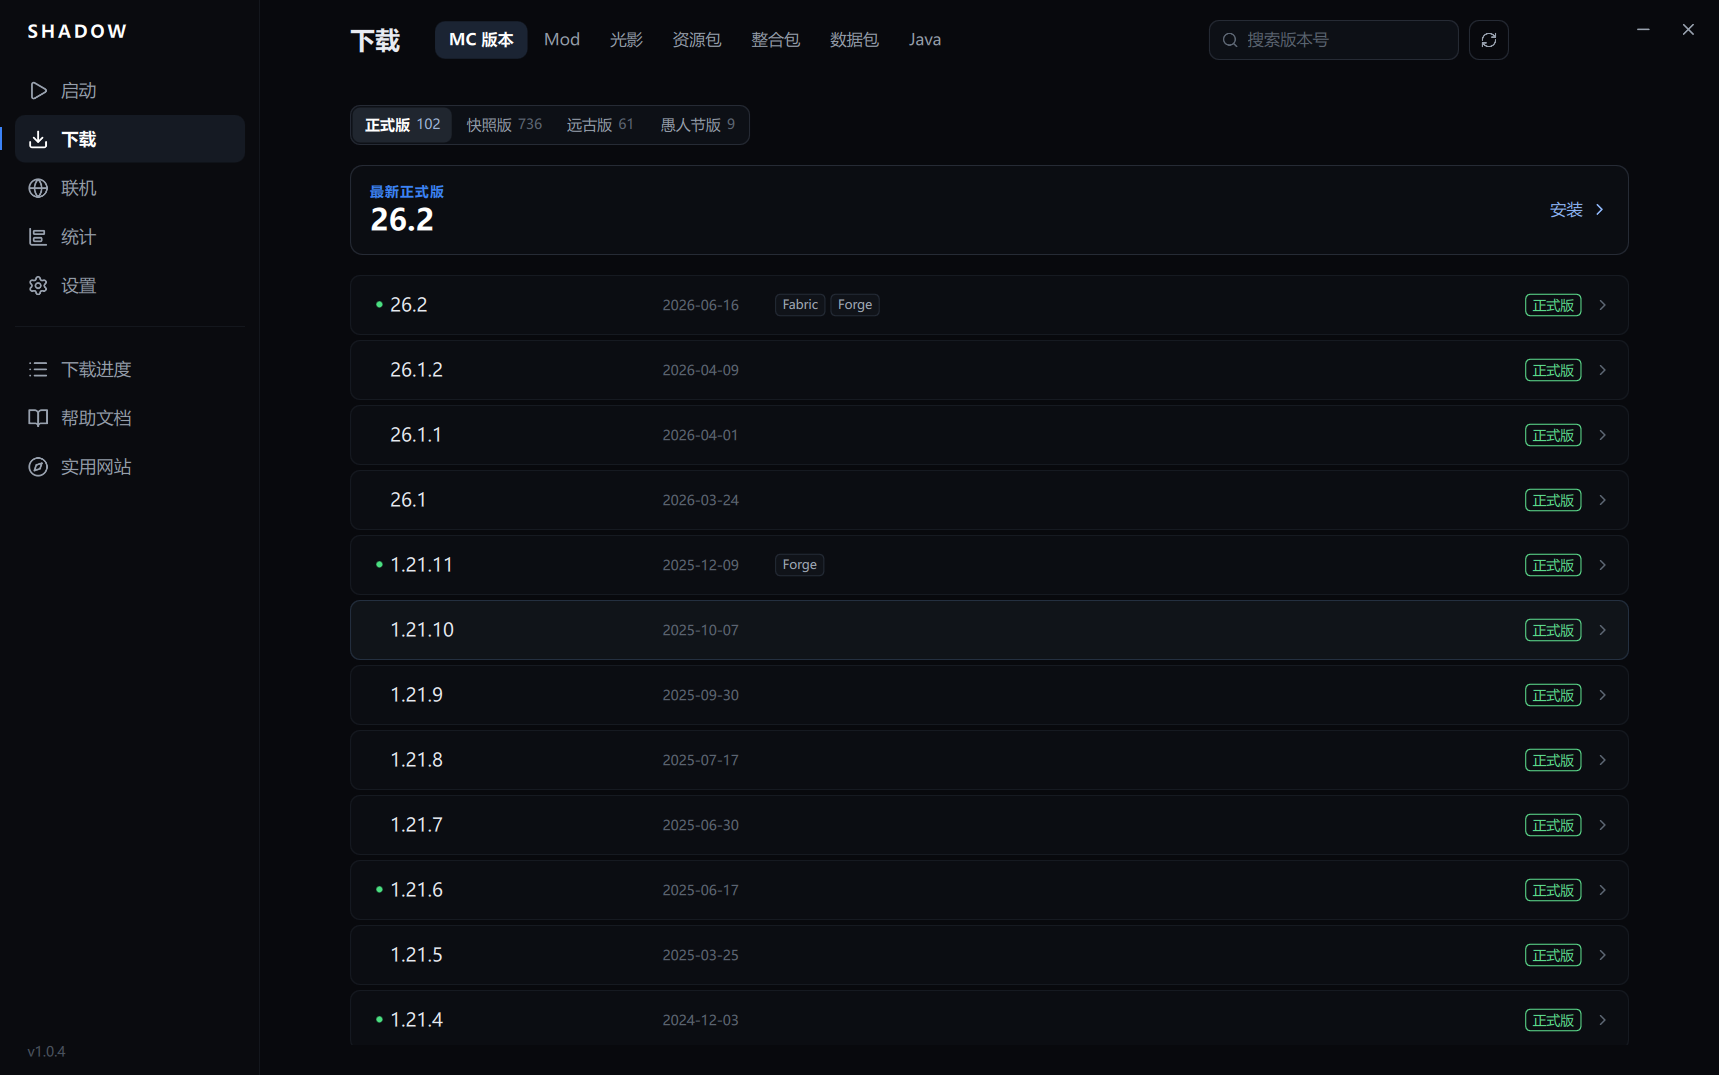 SHADOW
启动
下载
联机
统计
设置
下载进度
帮助文档
实用网站
v1.0.4
下载 MC 版本 Mod 光影 资源包 整合包 数据包 Java 搜索版本号
正式版 102 快照版 736 远古版 61 愚人节版 9
最新正式版
26.2
安装
26.2 2026-06-16 Fabric Forge 正式版
26.1.2 2026-04-09 正式版
26.1.1 2026-04-01 正式版
26.1 2026-03-24 正式版
1.21.11 2025-12-09 Forge 正式版
1.21.10 2025-10-07 正式版
1.21.9 2025-09-30 正式版
1.21.8 2025-07-17 正式版
1.21.7 2025-06-30 正式版
1.21.6 2025-06-17 正式版
1.21.5 2025-03-25 正式版
1.21.4 2024-12-03 正式版